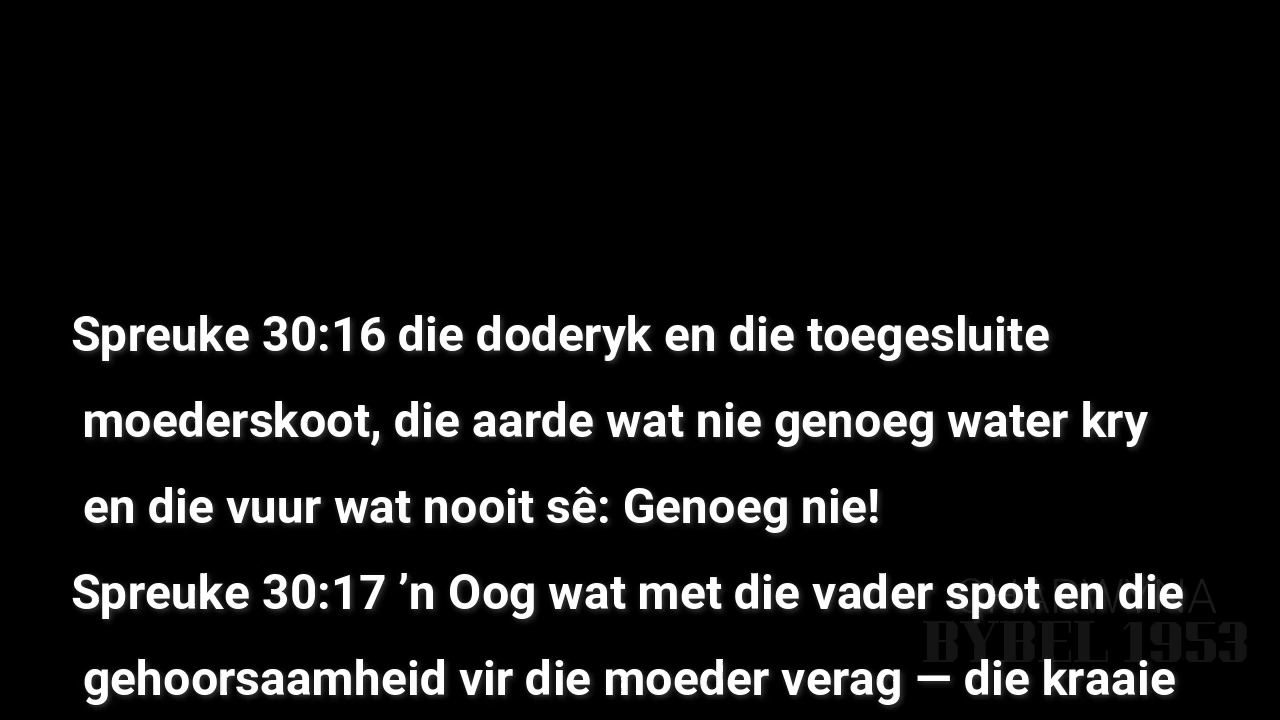 Spreuke 30:16 die doderyk en die toegesluite
moederskoot, die aarde wat nie genoeg water kry
en die vuur wat nooit sê: Genoeg nie!
Spreuke 30:17 ’n Oog wat met die vader spot en die
gehoorsaamheid vir die moeder verag — die kraaie
BYBEL 1953